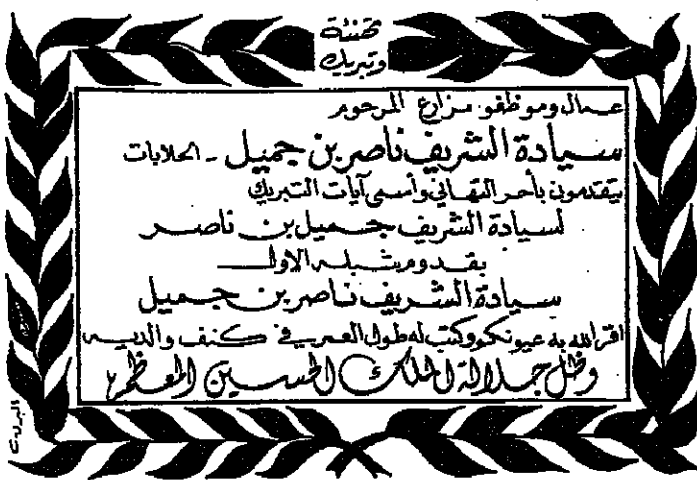 تهنئة
وتبريك
عمال وموظفو مزارع المرحوم
سيادة الشريف ناصر بن جميل - الحلابات
يتقدمون بأحر التهاني وأسمى آيات التبريك
لسيادة الشريف جميل بن ناصر
بقدوم شبله الاول
سيادة الشريف ناصر بن جميل
اقر الله به عيونكم وكتب له طول العمر في كنف والديه
وظل جلالة الملك الحسين المعظم